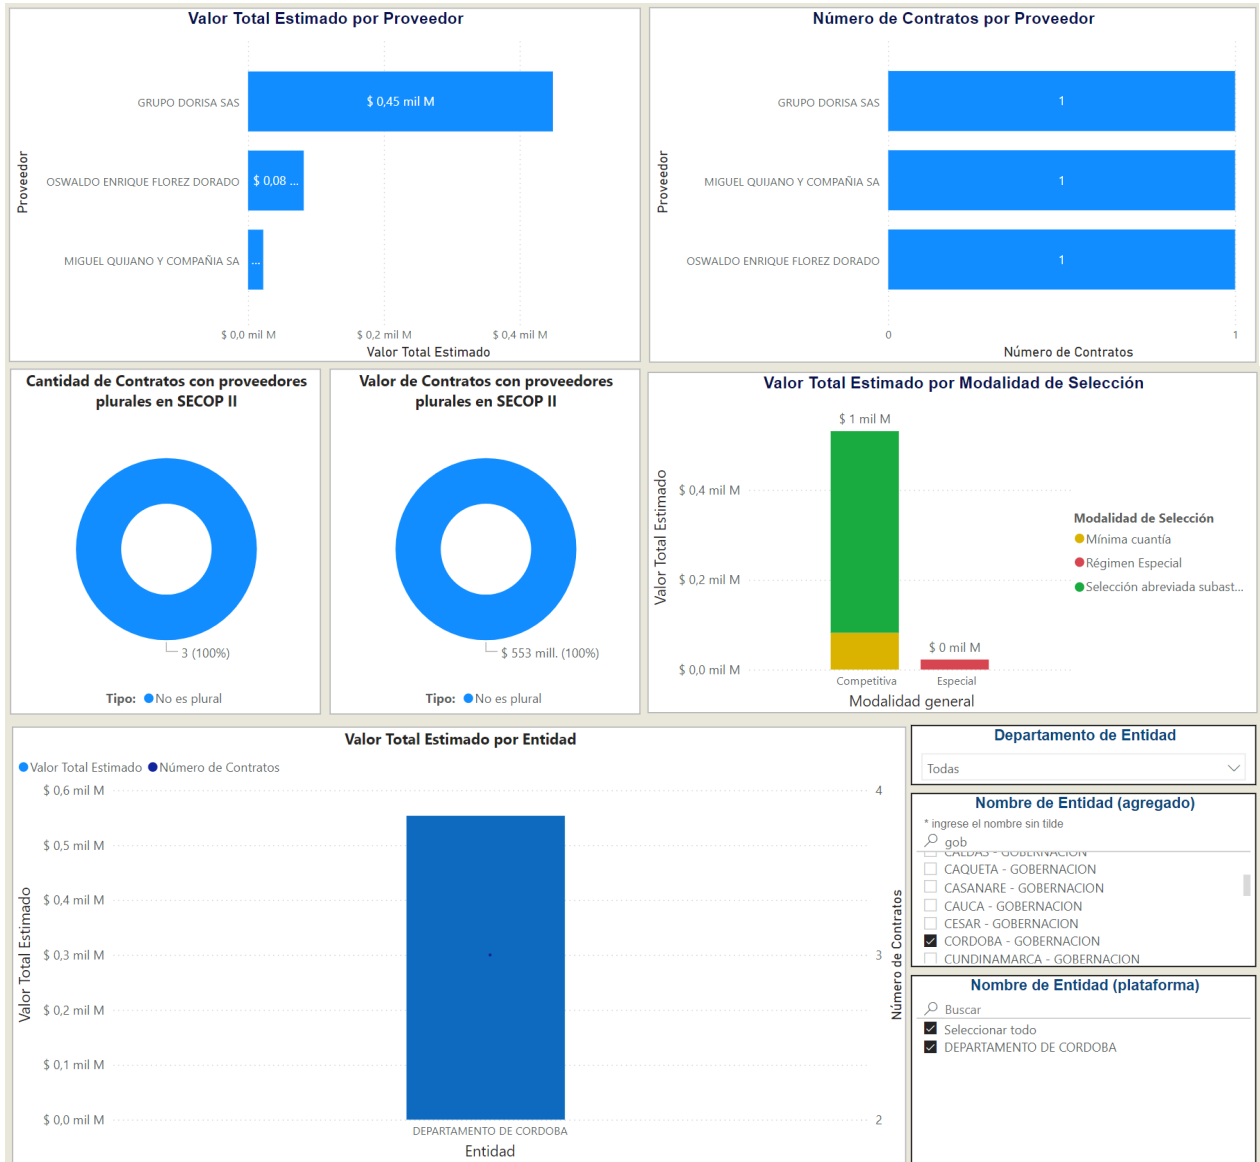 Valor Total Estimado por Proveedor
Proveedor
GRUPO DORISA SAS
$ 0,45 mil M
OSWALDO ENRIQUE FLOREZ DORADO
$ 0,08 ...
MIGUEL QUIJANO Y COMPAÑIA SA
...
$ 0,0 mil M
$ 0,2 mil M
$ 0,4 mil M
Valor Total Estimado
Número de Contratos por Proveedor
Proveedor
GRUPO DORISA SAS
1
MIGUEL QUIJANO Y COMPAÑIA SA
1
OSWALDO ENRIQUE FLOREZ DORADO
1
0
1
Número de Contratos
Cantidad de Contratos con proveedores
plurales en SECOP II
3 (100%)
Tipo: No es plural
Valor de Contratos con proveedores
plurales en SECOP II
$ 553 mill. (100%)
Tipo: No es plural
Valor Total Estimado por Modalidad de Selección
Valor Total Estimado
$ 1 mil M
$ 0,4 mil M
$ 0,2 mil M
$ 0,0 mil M
$ 0 mil M
Competitiva
Especial
Modalidad general
Modalidad de Selección
Mínima cuantía
Régimen Especial
Selección abreviada subast...
Valor Total Estimado por Entidad
Valor Total Estimado Número de Contratos
Valor Total Estimado
$ 0,6 mil M
$ 0,5 mil M
$ 0,4 mil M
$ 0,3 mil M
$ 0,2 mil M
$ 0,1 mil M
$ 0,0 mil M
4
3
2
Número de Contratos
DEPARTAMENTO DE CORDOBA
Entidad
Departamento de Entidad
Todas
Nombre de Entidad (agregado)
* ingrese el nombre sin tilde
gob
CALDAS - GOBERNACION
CAQUETA - GOBERNACION
CASANARE - GOBERNACION
CAUCA - GOBERNACION
CESAR - GOBERNACION
CORDOBA - GOBERNACION
CUNDINAMARCA - GOBERNACION
Nombre de Entidad (plataforma)
Buscar
Seleccionar todo
DEPARTAMENTO DE CORDOBA